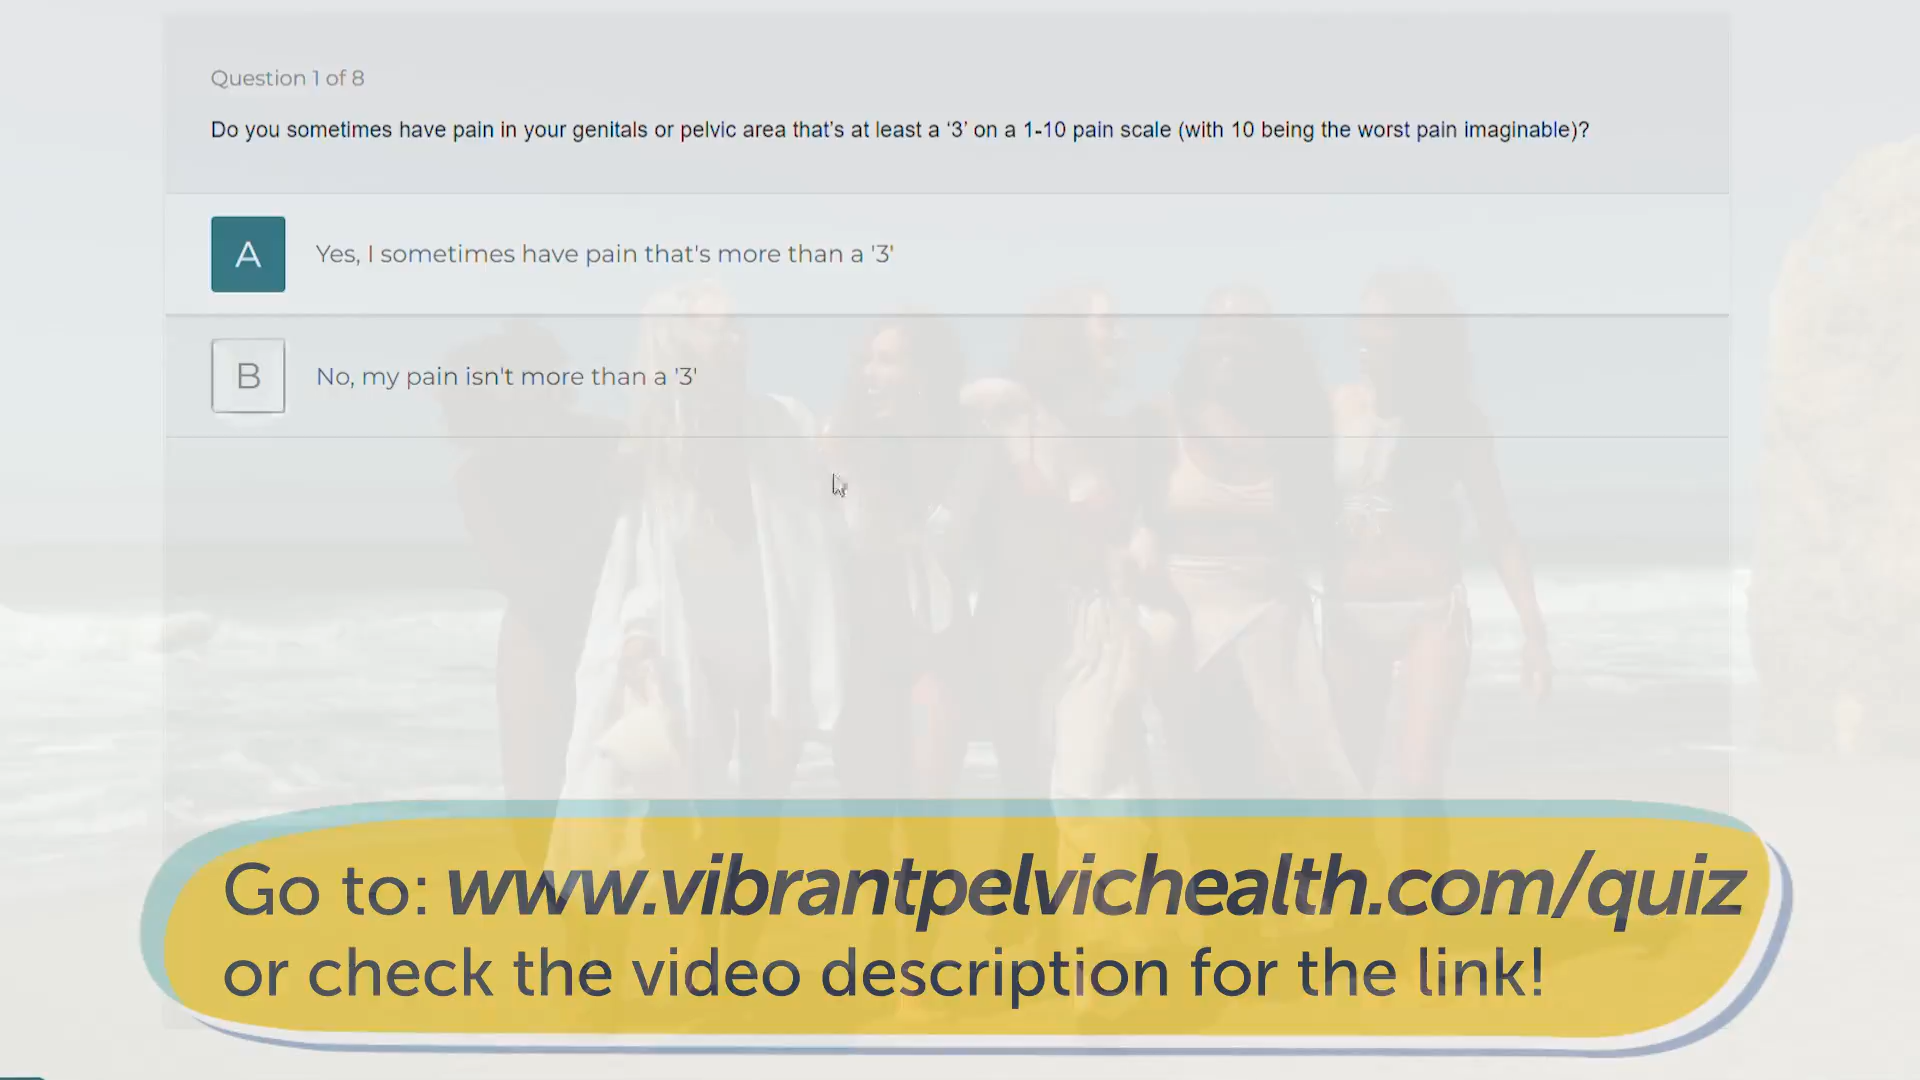 Question 1 of 8
Do you sometimes have pain in your genitals or pelvic area that's at least a ‘3’ on a 1-10 pain scale (with 10 being the worst pain imaginable)?
A
Yes, I sometimes have pain that's more than a '3'
B
No, my pain isn't more than a '3'
Go to: www.vibrantpelvichealth.com/quiz
or check the video description for the link!